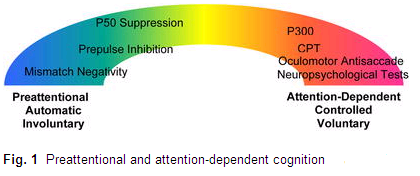 P50 Suppression
Prepulse Inhibition
Mismatch Negativity
P300
CPT
Oculomotor Antisaccade
Neuropsychological Tests
Preattentional
Automatic
Involuntary
Attention-Dependent
Controlled
Voluntary
Fig. 1 Preattentional and attention-dependent cognition